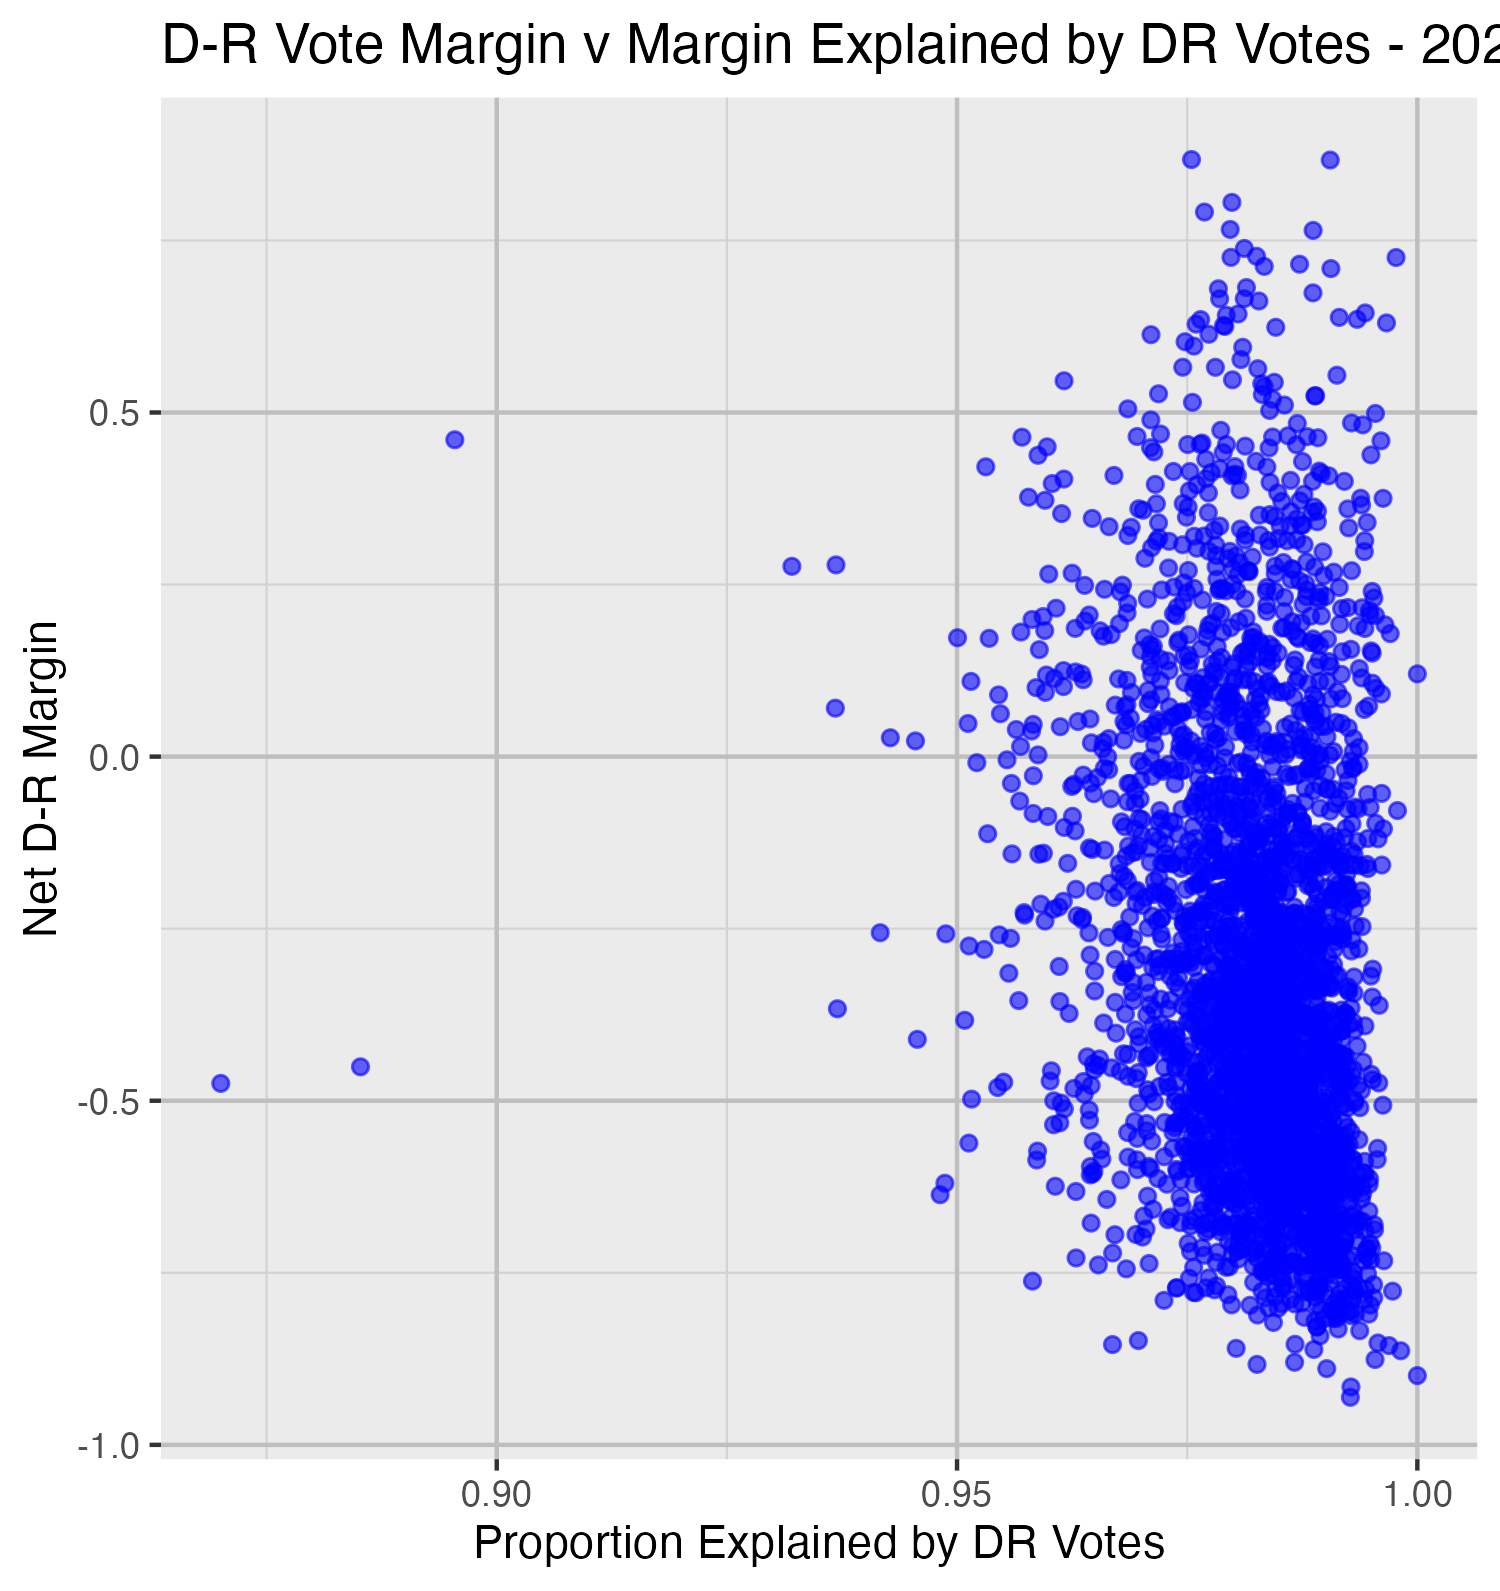 D-R Vote Margin v Margin Explained by DR Votes - 202
Net D-R Margin
0.5
0.0
-0.5
-1.0
0.90 0.95 1.00
Proportion Explained by DR Votes